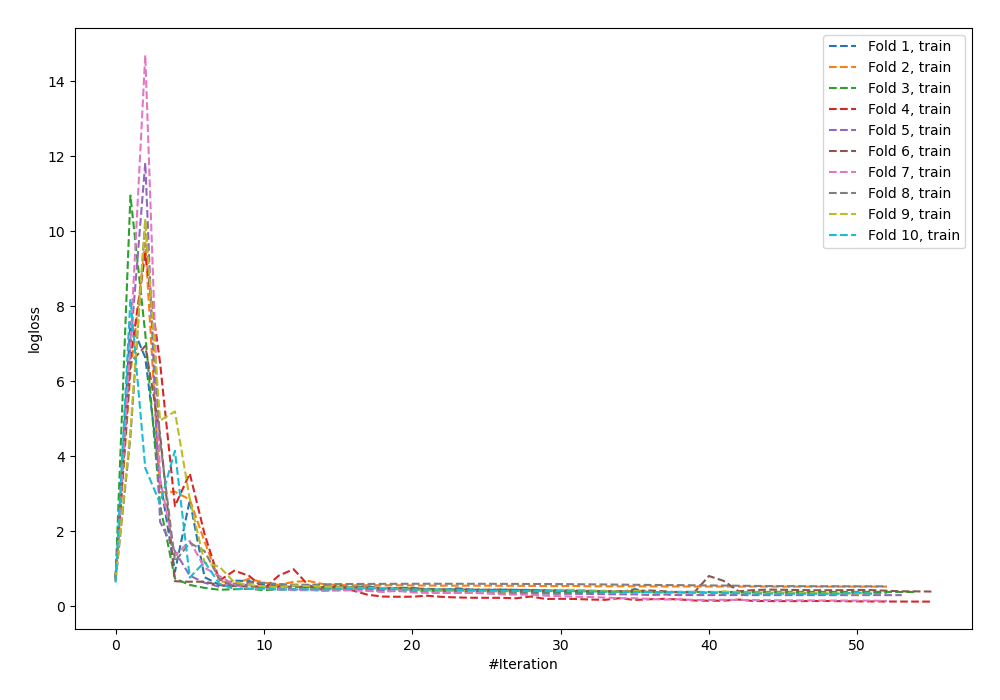 14
12
10
8
6
4
2
0
logloss
0
10
20
30
40
50
#Iteration
Fold 1, train
Fold 2, train
Fold 3, train
Fold 4, train
Fold 5, train
Fold 6, train
Fold 7, train
Fold 8, train
Fold 9, train
Fold 10, train